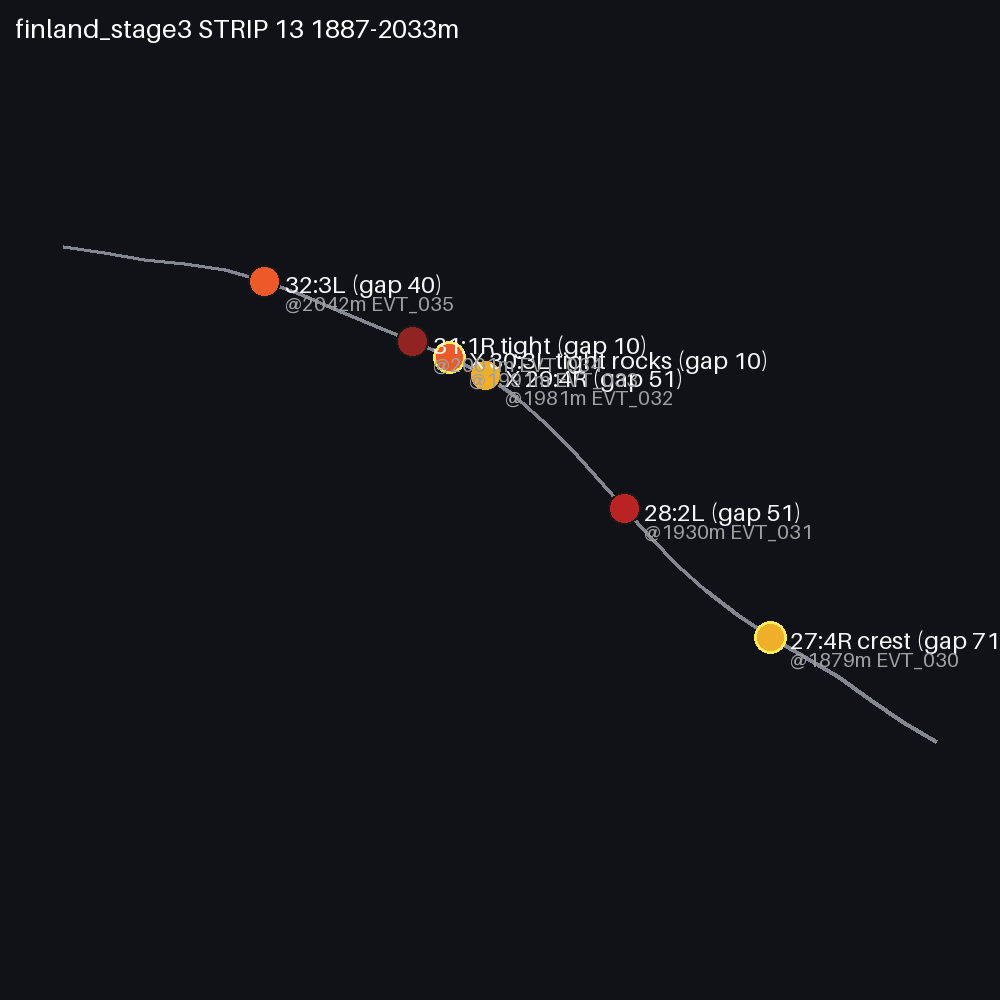 finland_stage3 STRIP 13 1887-2033m
32:3L (gap 40)
@2042m EVT_035
31:1R tight (gap 10)
X 30:3L tight rocks (gap 10)
X 29:4R (gap 51)
@1981m EVT_032
28:2L (gap 51)
@1930m EVT_031
27:4R crest (gap 71
@1879m EVT_030